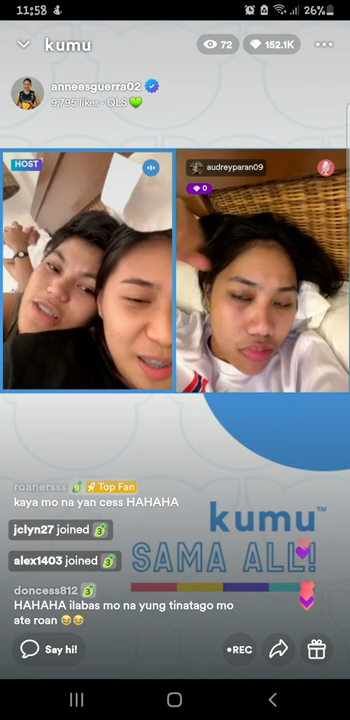 11:58
26%
kumu
72
152.1K
anneesguerra02
9,795 likes · QLS💚
HOST
audreyparan09
0
roanersss 9 🚀 Top Fan
kaya mo na yan cess HAHAHA
jclyn27 joined
alex1403 joined
kumu™
SAMA ALL!
doncess812
HAHAHA ilabas mo na yung tinatago mo
ate roan 😂😂
Say hi!
•REC